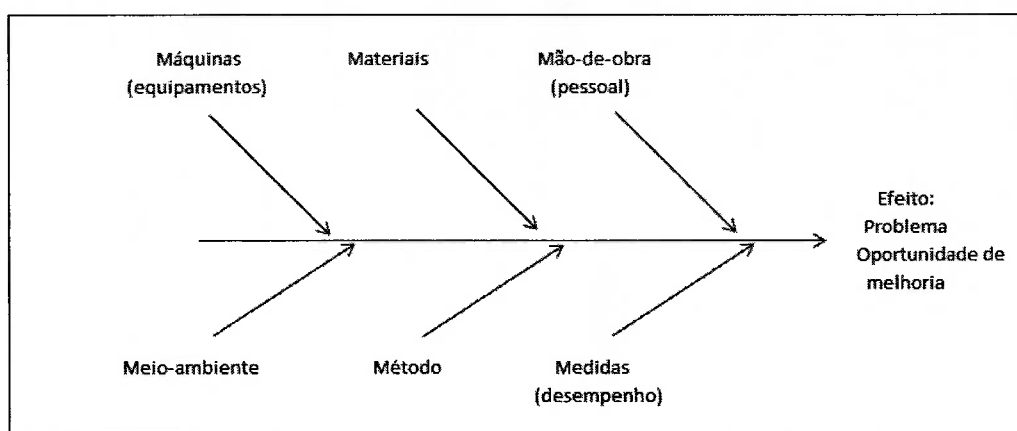 Máquinas
(equipamentos)
Materiais
Mão-de-obra
(pessoal)
Efeito:
Problema
Oportunidade de
melhoria
Meio-ambiente
Método
Medidas
(desempenho)